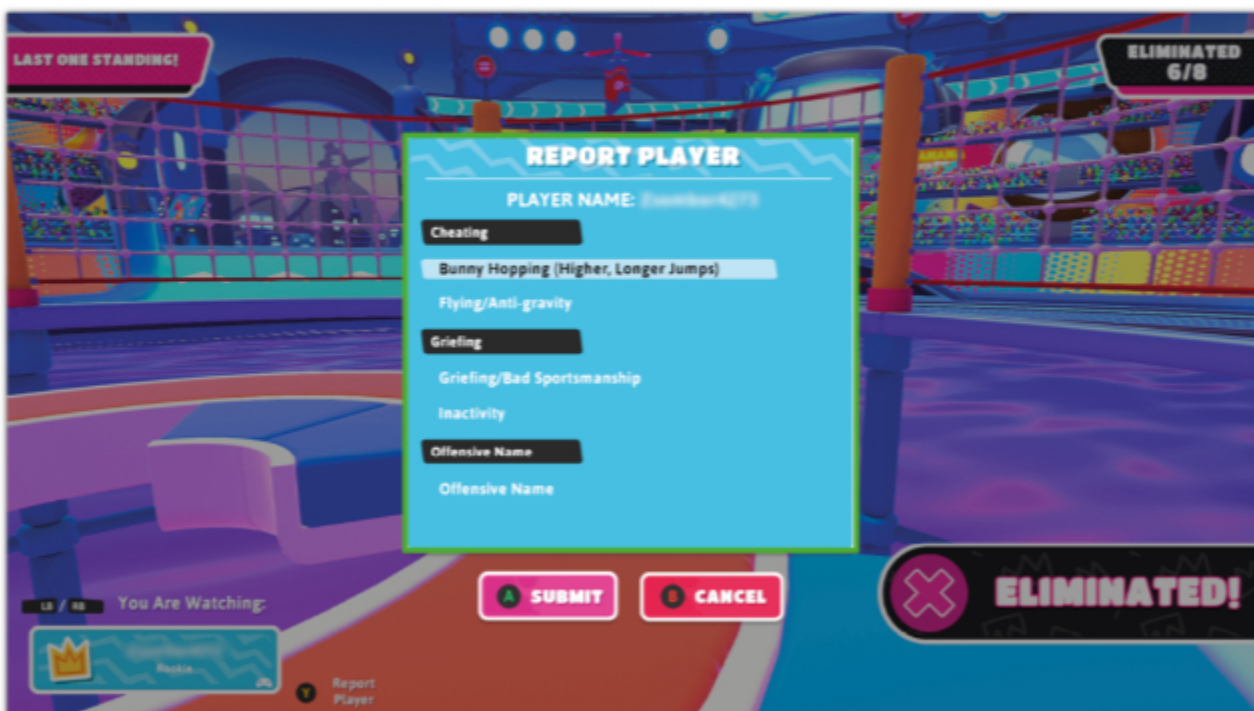 LAST ONE STANDING!
ELIMINATED
6/8
REPORT PLAYER
PLAYER NAME:
Cheating
Bunny Hopping (Higher, Longer Jumps)
Flying/Anti-gravity
Griefing
Griefing/Bad Sportsmanship
Inactivity
Offensive Name
Offensive Name
A SUBMIT
B CANCEL
ELIMINATED!
LB / RB You Are Watching:
Rookie
Y Report
Player